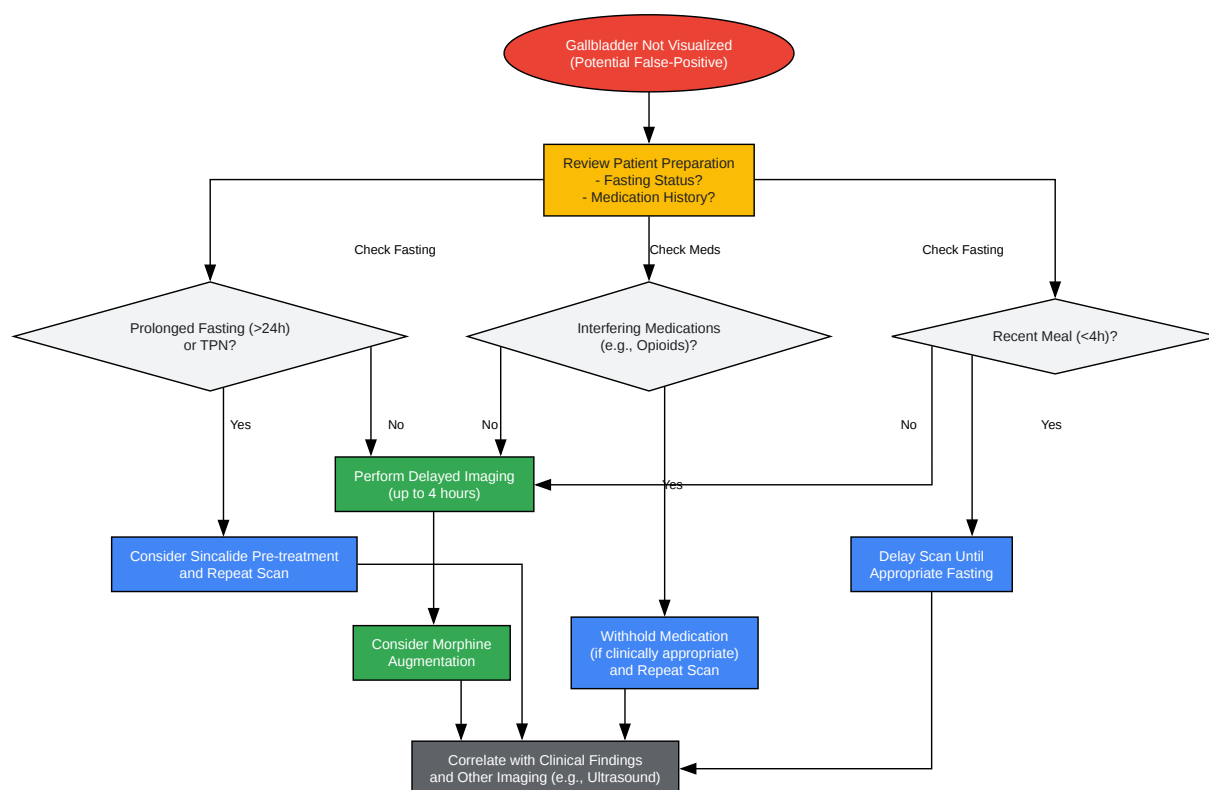 Gallbladder Not Visualized
(Potential False-Positive)
Review Patient Preparation
- Fasting Status?
- Medication History?
Check Fasting
Check Meds
Check Fasting
Prolonged Fasting (>24h)
or TPN?
Interfering Medications
(e.g., Opioids)?
Recent Meal (<4h)?
Yes
No
No
No
Yes
Perform Delayed Imaging
(up to 4 hours)
Yes
Consider Sincalide Pre-treatment
and Repeat Scan
Delay Scan Until
Appropriate Fasting
Consider Morphine
Augmentation
Withhold Medication
(if clinically appropriate)
and Repeat Scan
Correlate with Clinical Findings
and Other Imaging (e.g., Ultrasound)